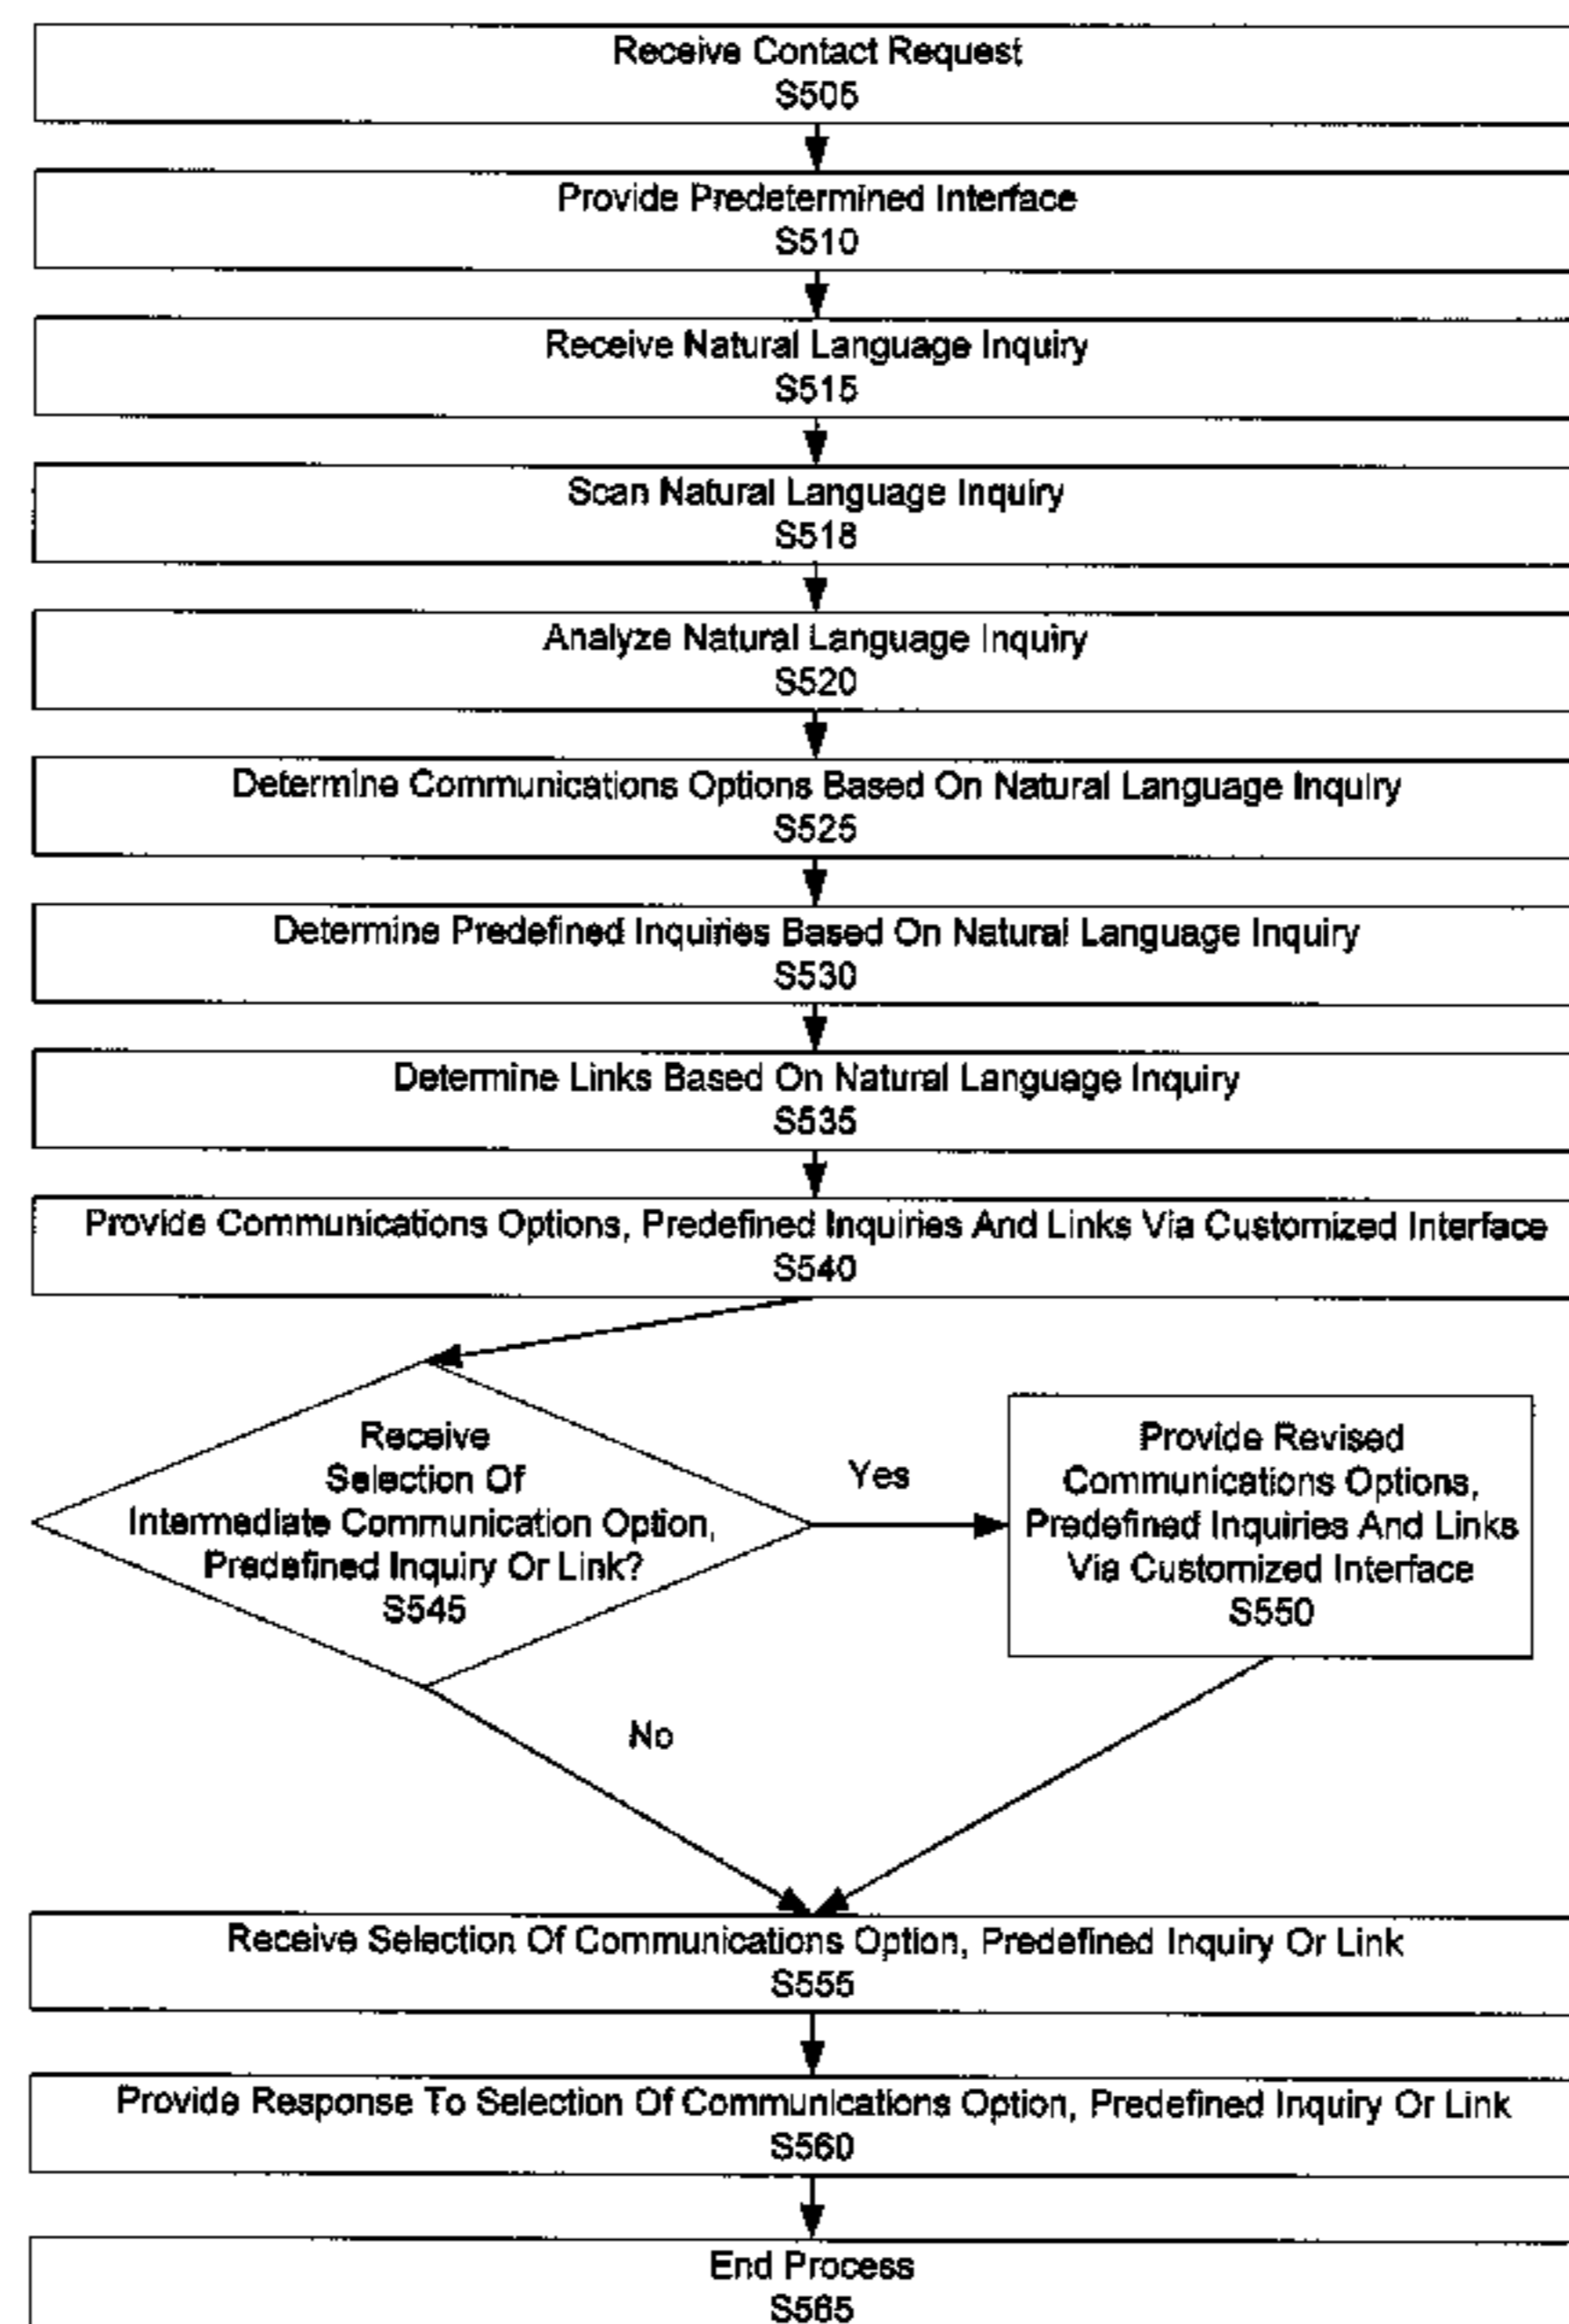 Receive Contact Request
S505
Provide Predetermined Interface
S510
Receive Natural Language Inquiry
S515
Scan Natural Language Inquiry
S518
Analyze Natural Language Inquiry
S520
Determine Communications Options Based On Natural Language Inquiry
S525
Determine Predefined Inquiries Based On Natural Language Inquiry
S530
Determine Links Based On Natural Language Inquiry
S535
Provide Communications Options, Predefined Inquiries And Links Via Customized Interface
S540
Receive
Selection Of
Intermediate Communication Option,
Predefined Inquiry Or Link?
S545
Yes
Provide Revised
Communications Options,
Predefined Inquiries And Links
Via Customized Interface
S550
No
Receive Selection Of Communications Option, Predefined Inquiry Or Link
S555
Provide Response To Selection Of Communications Option, Predefined Inquiry Or Link
S560
End Process
S565